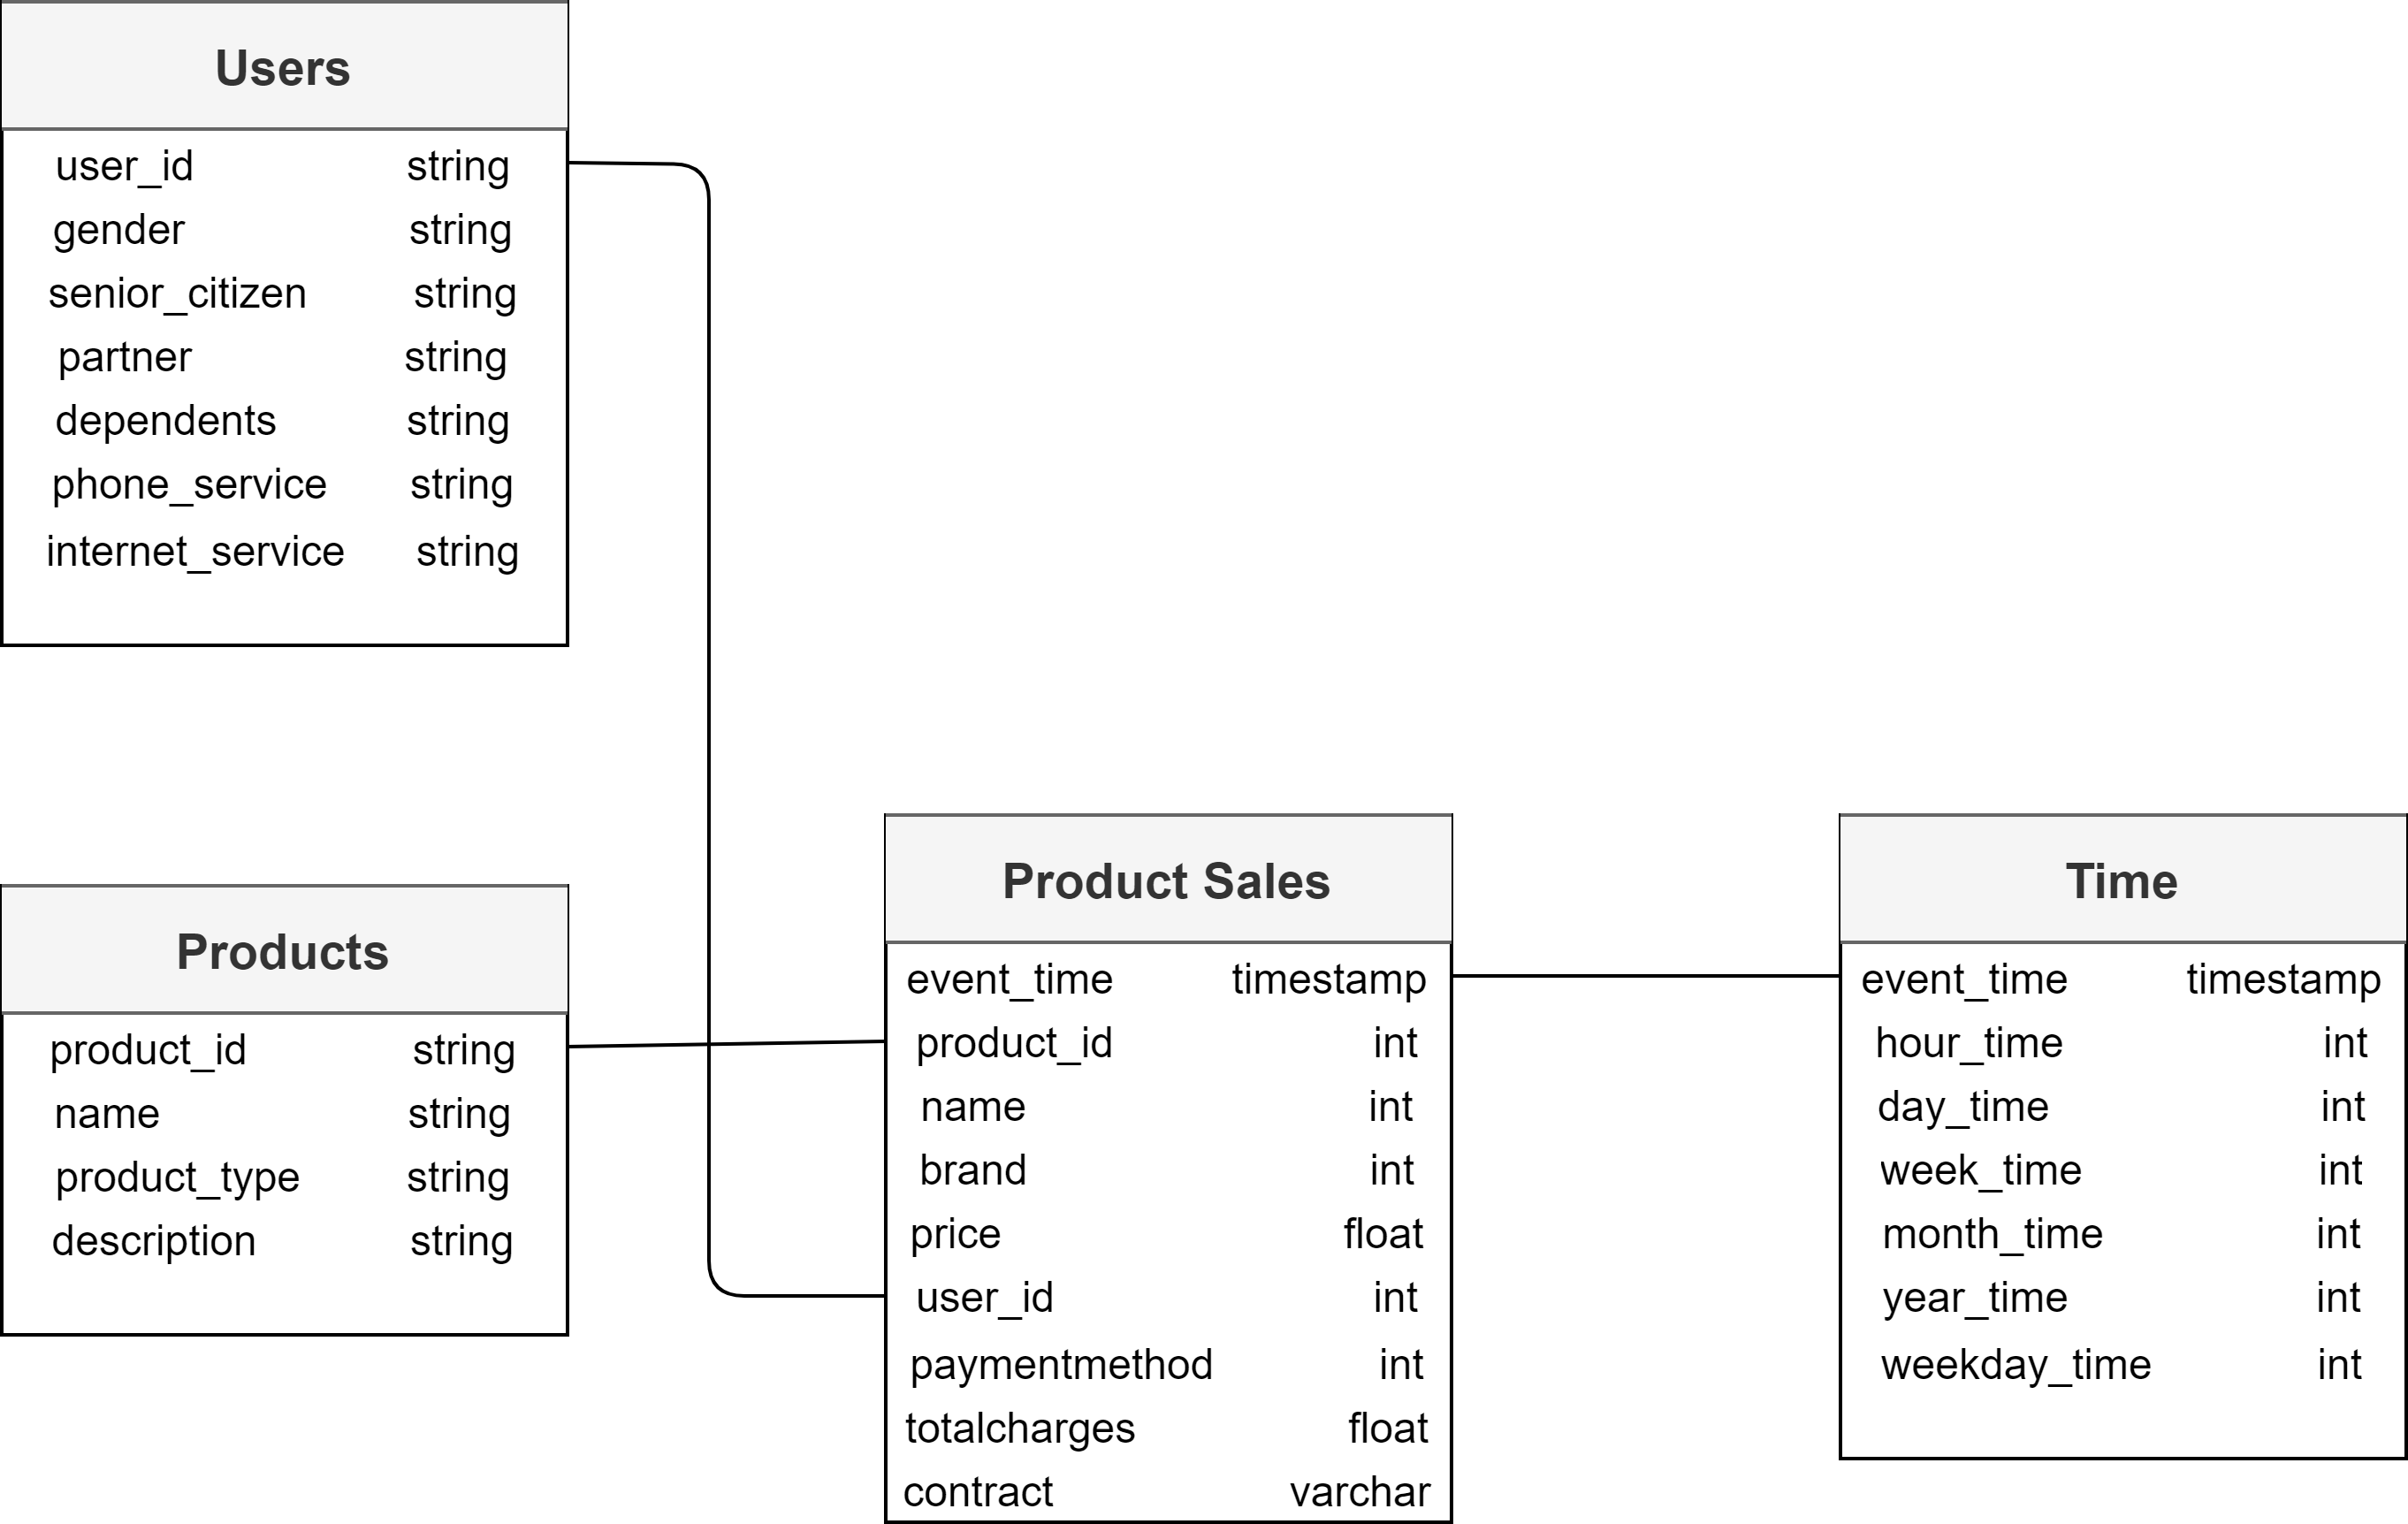 Users
user_id string
gender string
senior_citizen string
partner string
dependents string
phone_service string
internet_service string
Products
product_id string
name string
product_type string
description string
Product Sales
event_time timestamp
product_id int
name int
brand int
price float
user_id int
paymentmethod int
totalcharges float
contract varchar
Time
event_time timestamp
hour_time int
day_time int
week_time int
month_time int
year_time int
weekday_time int